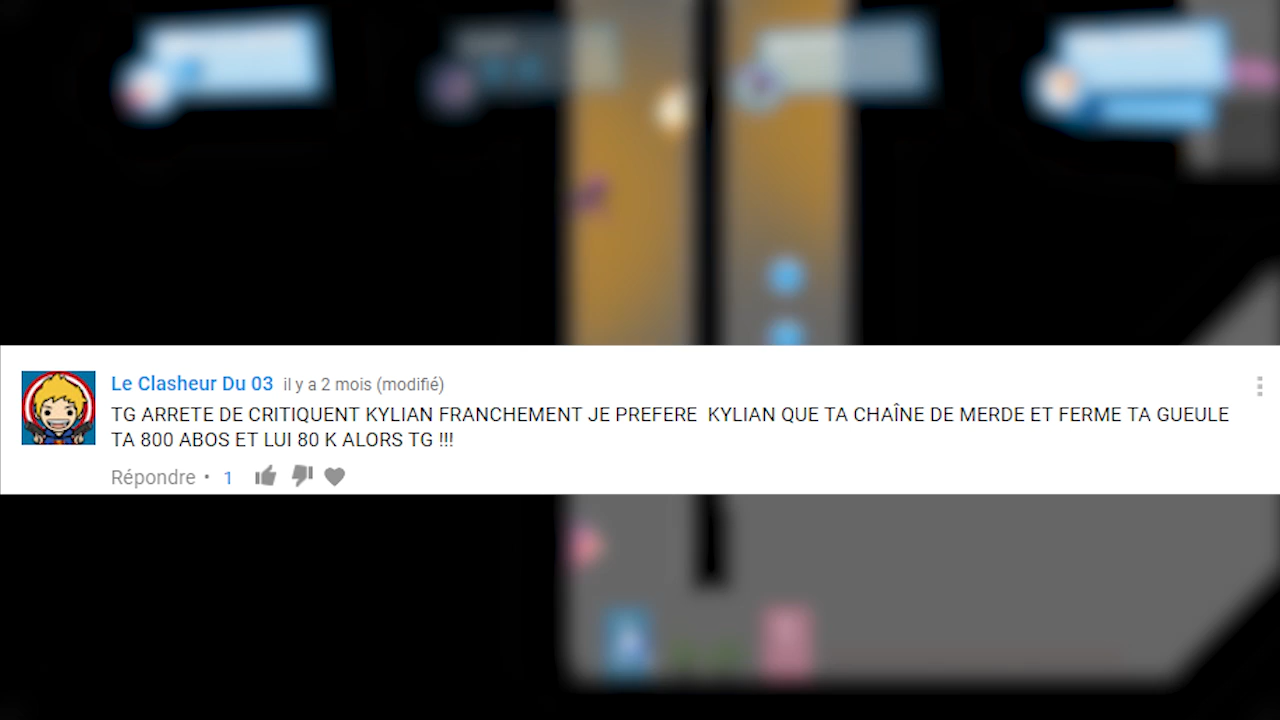 Le Clasheur Du 03 il y a 2 mois (modifié)
TG ARRETE DE CRITIQUENT KYLIAN FRANCHEMENT JE PREFERE  KYLIAN QUE TA CHAÎNE DE MERDE ET FERME TA GUEULE
TA 800 ABOS ET LUI 80 K ALORS TG !!!
Répondre • 1